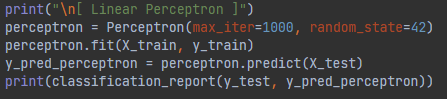 print("\n[ Linear Perceptron ]")
perceptron = Perceptron(max_iter=1000, random_state=42)
perceptron.fit(X_train, y_train)
y_pred_perceptron = perceptron.predict(X_test)
print(classification_report(y_test, y_pred_perceptron))